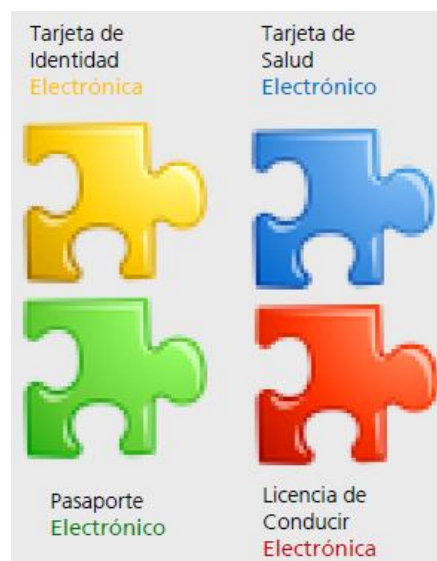 Tarjeta de
Identidad
Electrónica
Tarjeta de
Salud
Electrónico
Pasaporte
Electrónico
Licencia de
Conducir
Electrónica